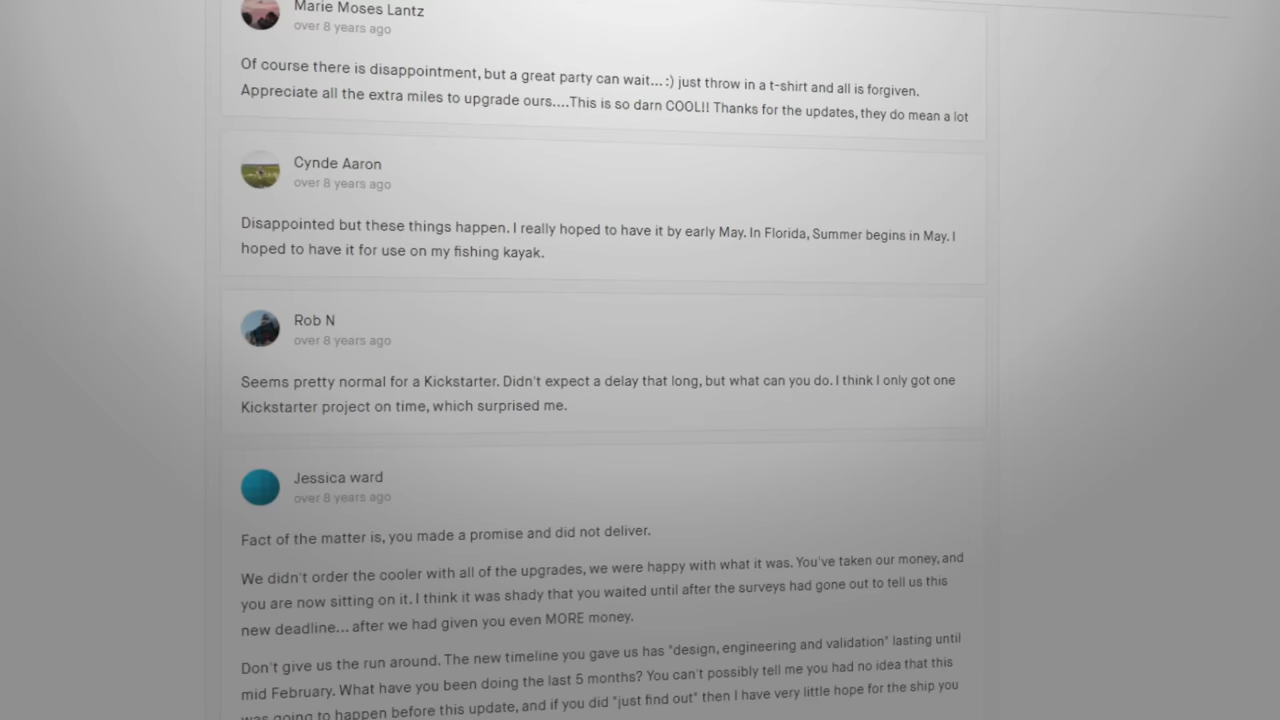 Marie Moses Lantz
over 8 years ago
Of course there is disappointment, but a great party can wait... :) just throw in a t-shirt and all is forgiven.
Appreciate all the extra miles to upgrade ours....This is so darn COOL!! Thanks for the updates, they do mean a lot
Cynde Aaron
over 8 years ago
Disappointed but these things happen. I really hoped to have it by early May. In Florida, Summer begins in May. I
hoped to have it for use on my fishing kayak.
Rob N
over 8 years ago
Seems pretty normal for a Kickstarter. Didn't expect a delay that long, but what can you do. I think I only got one
Kickstarter project on time, which surprised me.
Jessica ward
over 8 years ago
Fact of the matter is, you made a promise and did not deliver.
We didn't order the cooler with all of the upgrades, we were happy with what it was. You've taken our money, and
you are now sitting on it. I think it was shady that you waited until after the surveys had gone out to tell us this
new deadline... after we had given you even MORE money.
Don't give us the run around. The new timeline you gave us has "design, engineering and validation" lasting until
mid February. What have you been doing the last 5 months? You can't possibly tell me you had no idea that this
was going to happen before this update, and if you did "just find out" then I have very little hope for the ship you